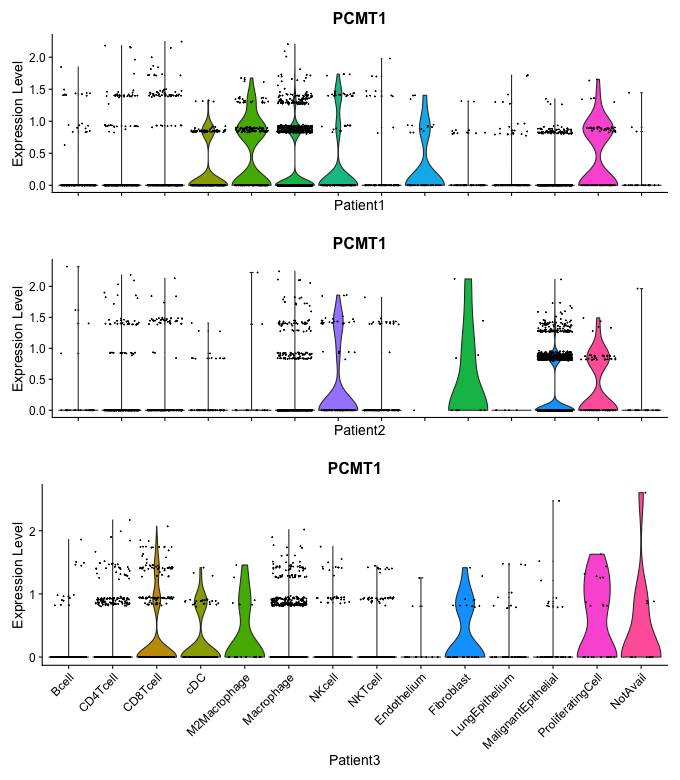 PCMT1
Expression Level
2.0
1.5
1.0
0.5
0.0
Patient1
PCMT1
Expression Level
2.0
1.5
1.0
0.5
0.0
Patient2
PCMT1
Expression Level
2
1
0
Bcell
CD4Tcell
CD8Tcell
cDC
M2Macrophage
Macrophage
NKcell
NKTcell
Endothelium
Fibroblast
LungEpithelium
MalignantEpithelial
ProliferatingCell
NotAvail
Patient3